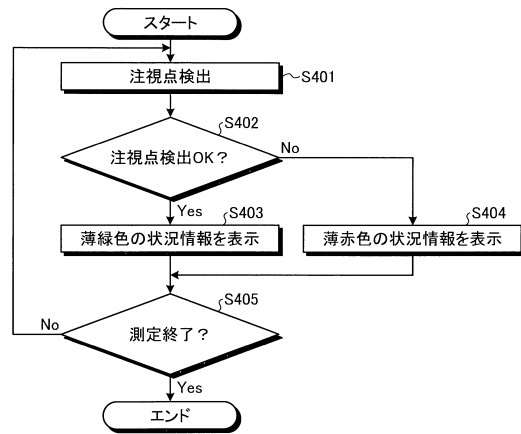 スタート
注視点検出
S401
S402
注視点検出OK？
No
Yes
S403
S404
薄緑色の状況情報を表示
薄赤色の状況情報を表示
S405
No
測定終了？
Yes
エンド